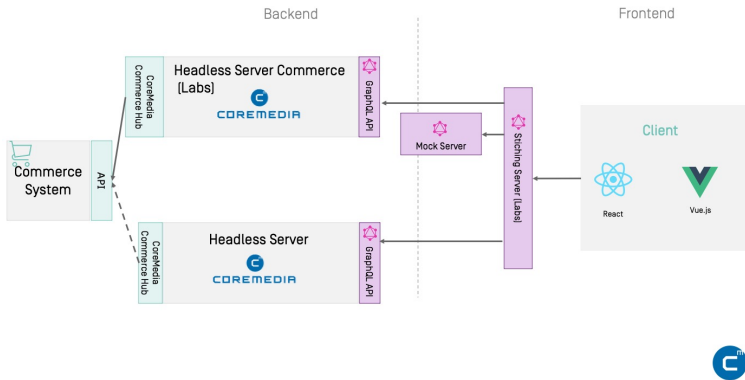 Backend
Frontend
CoreMedia
Commerce Hub
Headless Server Commerce
(Labs)
COREMEDIA
GraphQL API
Mock Server
Stiching Server (Labs)
Client
React
Vue.js
Commerce
System
API
CoreMedia
Commerce Hub
Headless Server
COREMEDIA
GraphQL API
C m